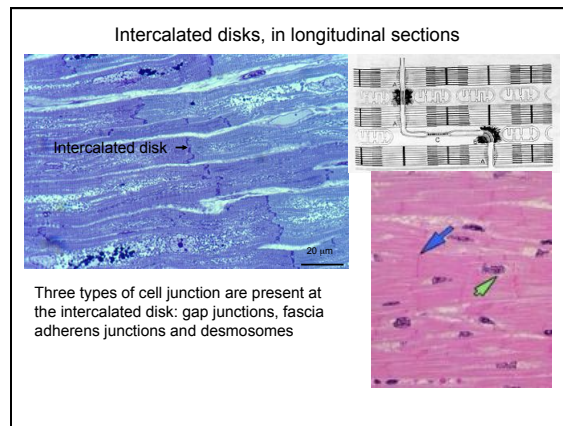 Intercalated disks, in longitudinal sections
Intercalated disk
20 μm
A
A
C
A
Three types of cell junction are present at
the intercalated disk: gap junctions, fascia
adherens junctions and desmosomes